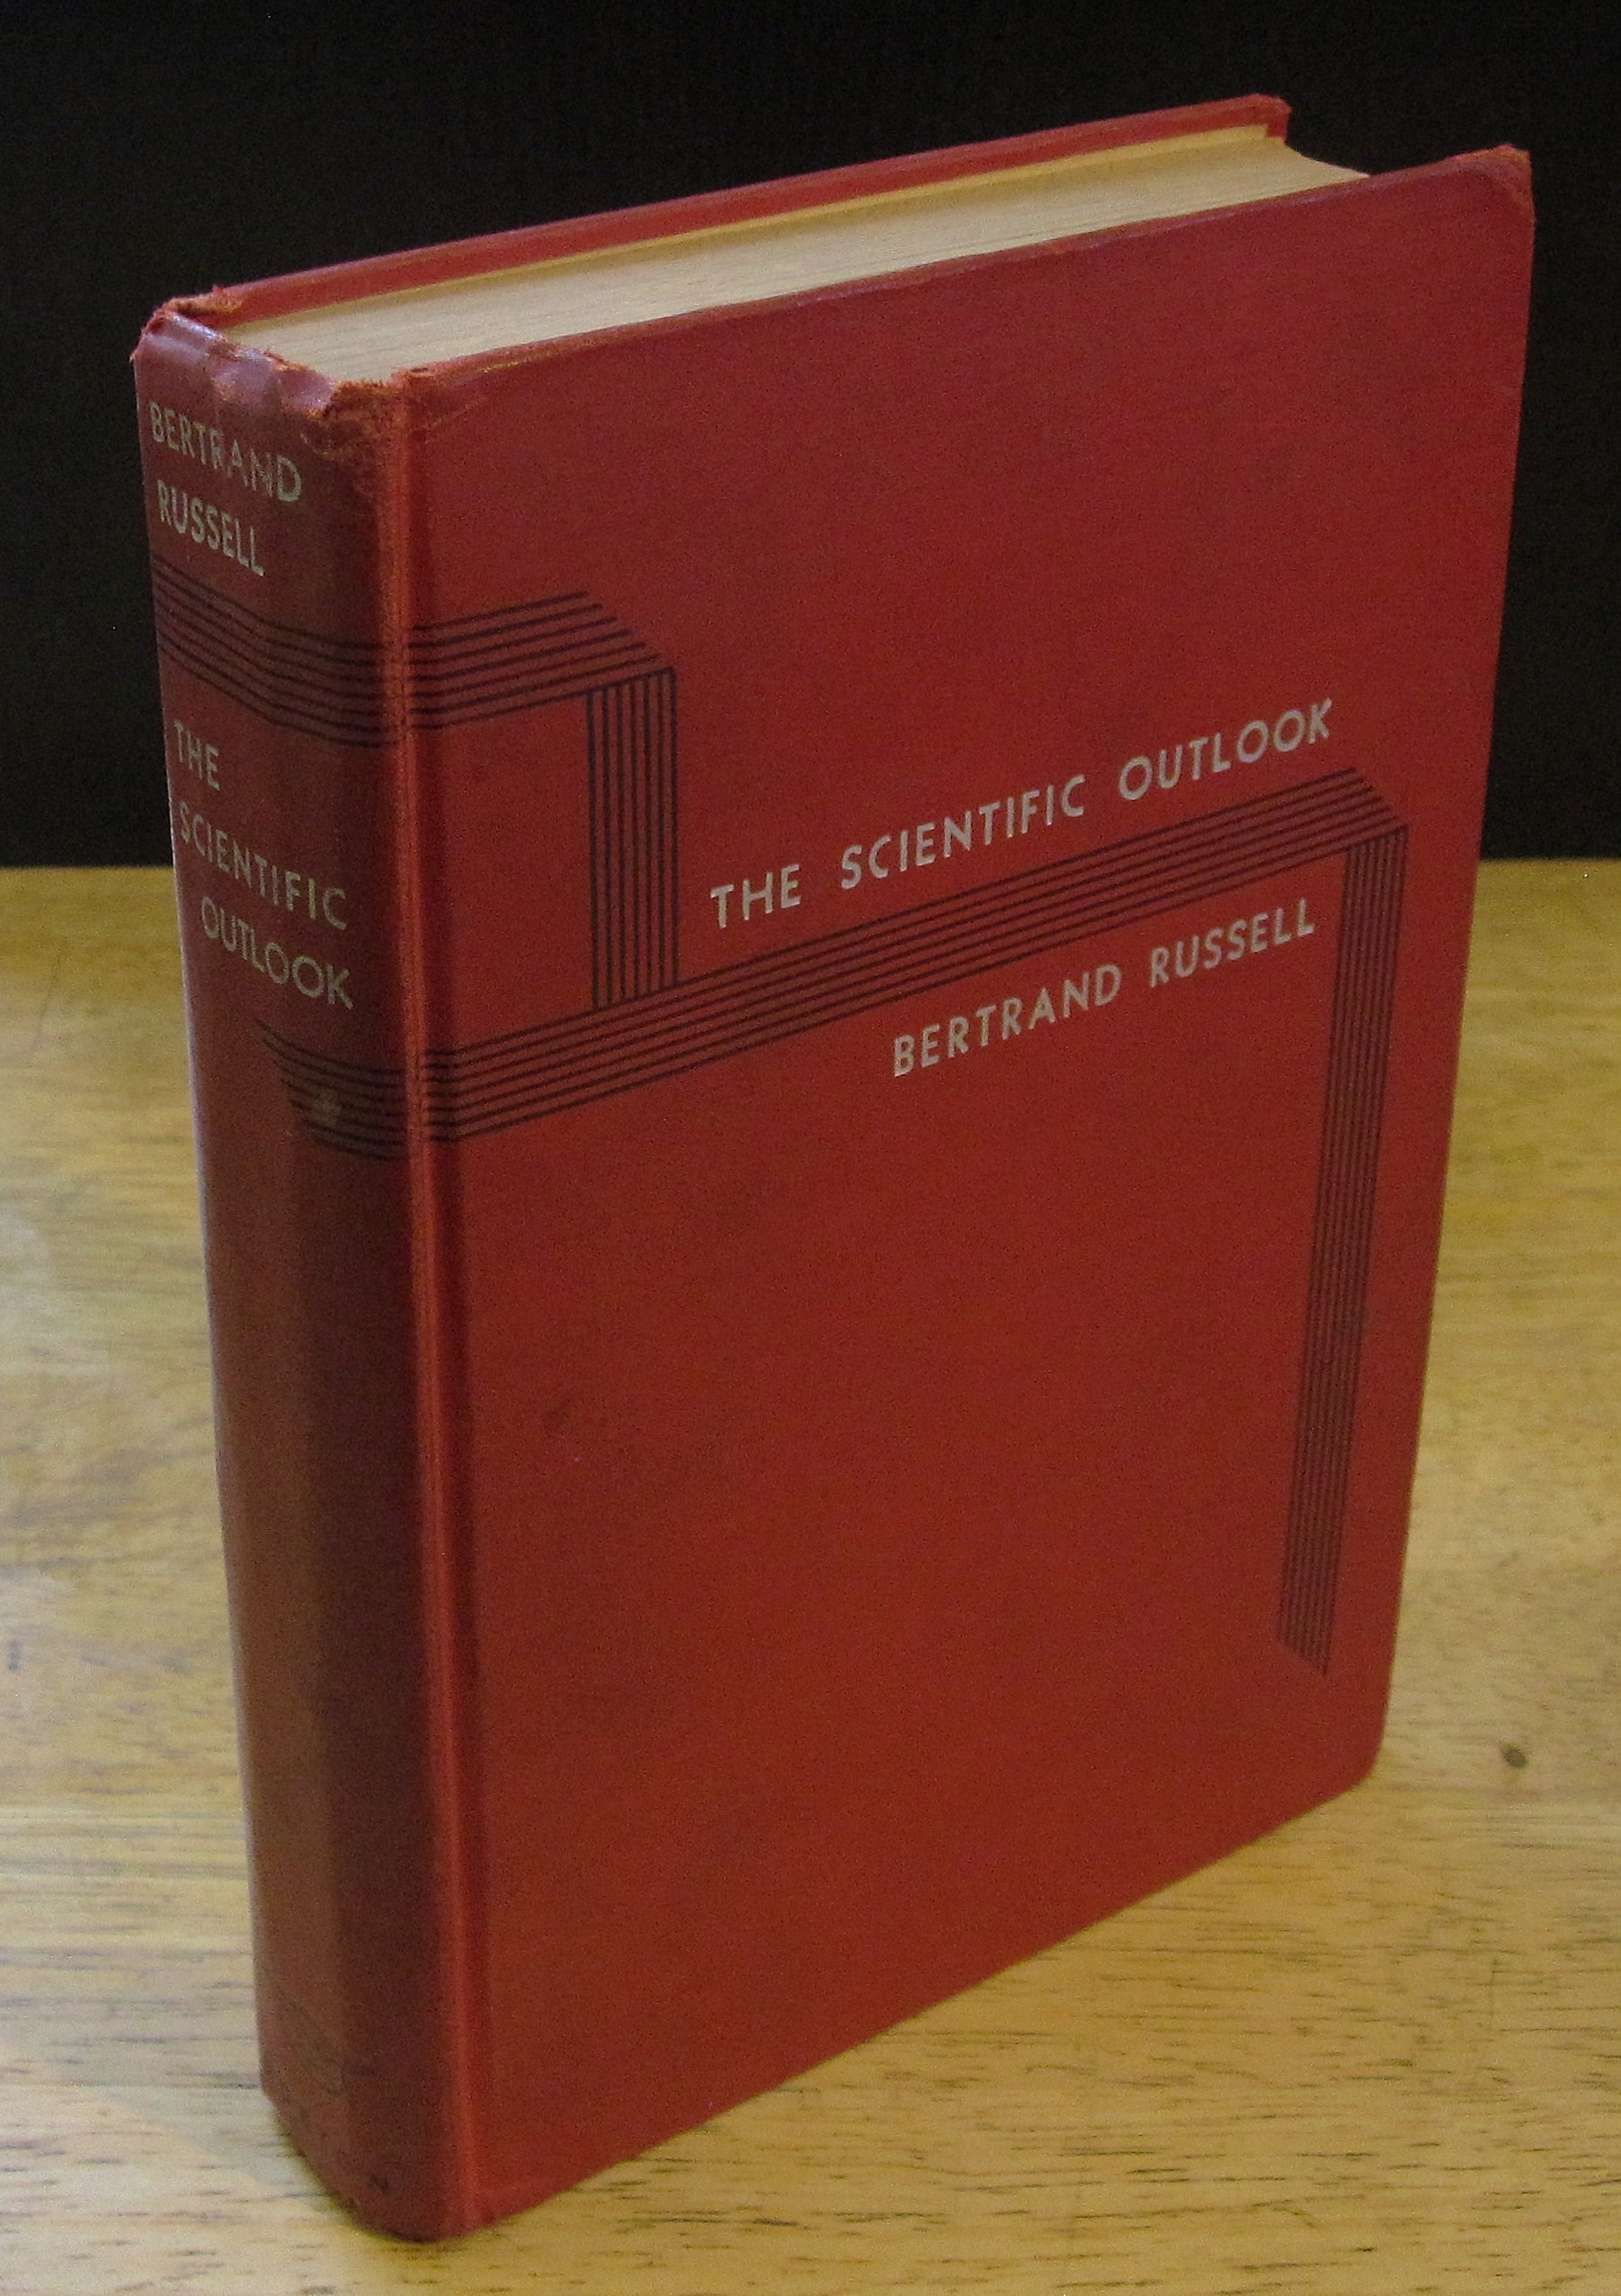 BERTRAND
RUSSELL
THE
SCIENTIFIC
OUTLOOK
THE SCIENTIFIC OUTLOOK
BERTRAND RUSSELL